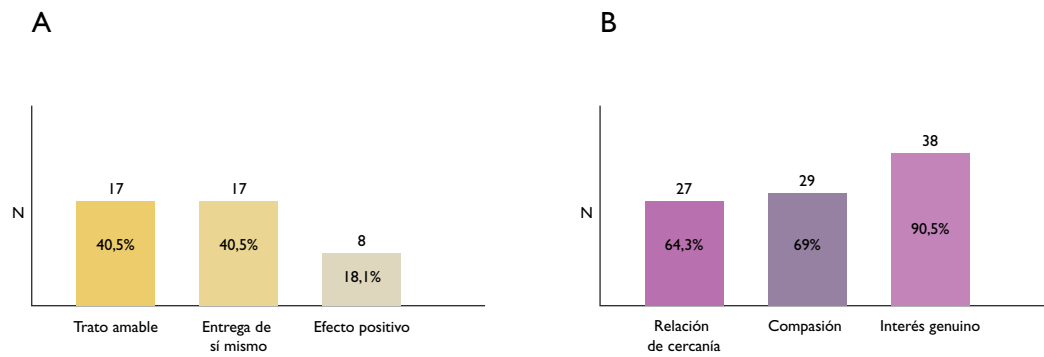 A
N
17
17
8
40,5%
40,5%
18,1%
Trato amable
Entrega de
sí mismo
Efecto positivo
B
N
27
29
38
64,3%
69%
90,5%
Relación
de cercanía
Compasión
Interés genuino